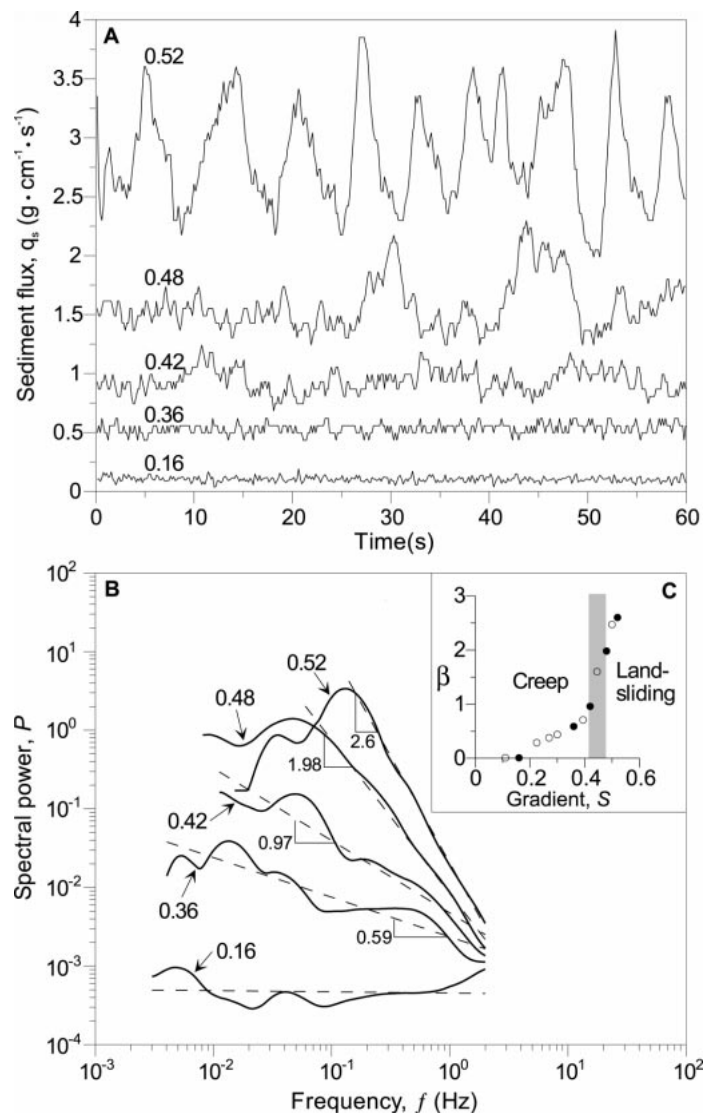 A
Sediment flux, qs (g · cm-1 · s-1)
4
3.5
3
2.5
2
1.5
1
0.5
0
0.52
0.48
0.42
0.36
0.16
0 10 20 30 40 50 60
Time(s)
B
Spectral power, P
10²
10¹
10⁰
10⁻¹
10⁻²
10⁻³
10⁻⁴
0.52
0.48
2.6
1.98
0.42
0.97
0.36
0.59
0.16
10⁻³ 10⁻² 10⁻¹ 10⁰ 10¹ 10²
Frequency, f (Hz)
C
β
3
2
1
0
Creep
Land-
sliding
0 0.2 0.4 0.6
Gradient, S